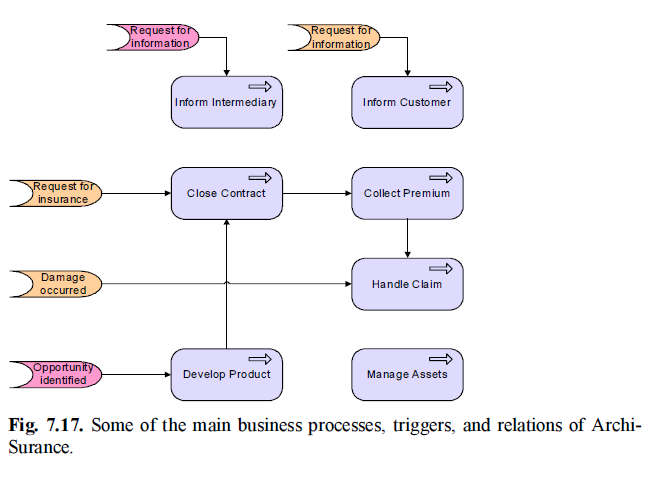 Request for
information
Request for
information
Inform Intermediary
Inform Customer
Request for
insurance
Close Contract
Collect Premium
Damage
occurred
Handle Claim
Opportunity
identified
Develop Product
Manage Assets
Fig. 7.17. Some of the main business processes, triggers, and relations of Archi-
Surance.